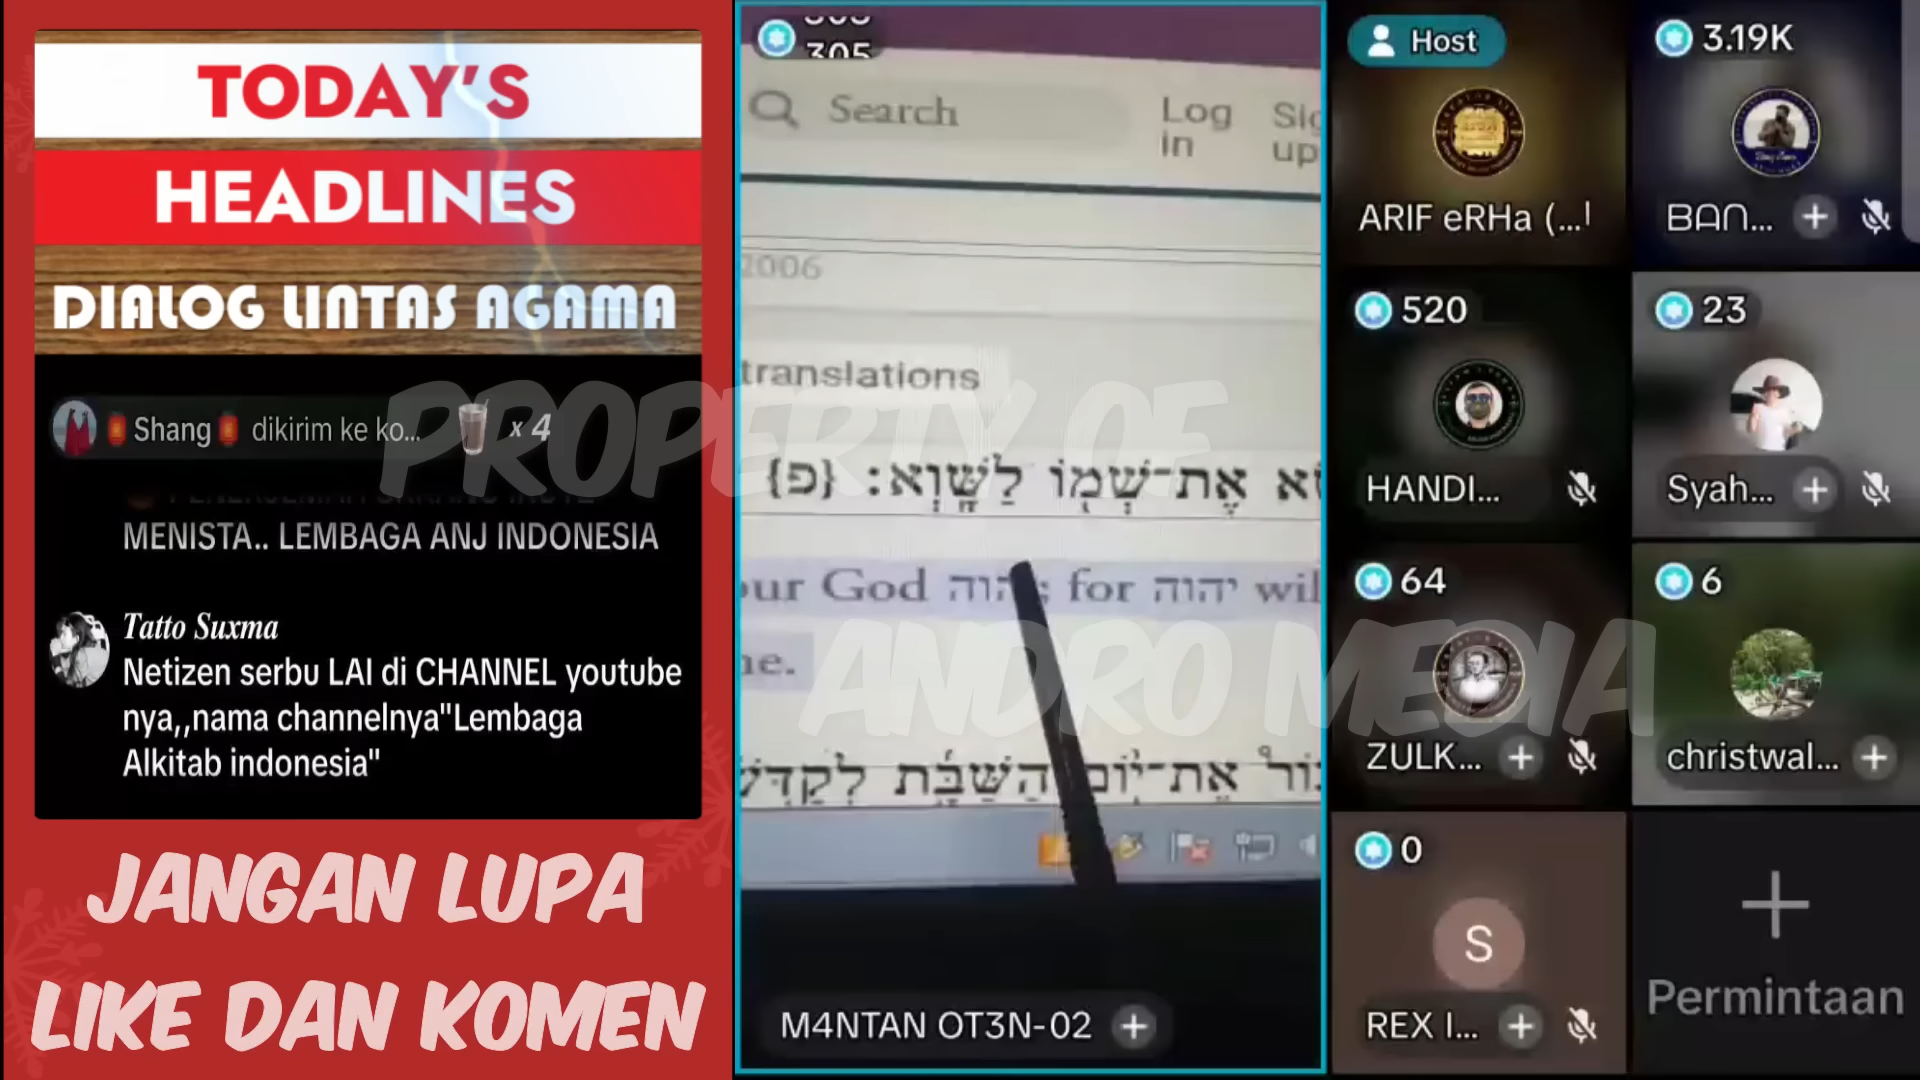 TODAY'S
HEADLINES
DIALOG LINTAS AGAMA
Shang dikirim ke ko... x 4
MENISTA.. LEMBAGA ANJ INDONESIA
Tatto Suxma
Netizen serbu LAI di CHANNEL youtube
nya,,nama channelnya"Lembaga
Alkitab indonesia"
JANGAN LUPA
LIKE DAN KOMEN
305
Search
Log
in
Sig
up
2006
translations
אֶת־שְׁמ֖וֹ לַשָּֽׁוְא׃ {פ}
our God יהוה; for יהוה wil
אֶת־י֥וֹם הַשַּׁבָּ֖ת לְקַדְּשׁ
M4NTAN OT3N-02
PROPERTY OF
ANDRO MEDIA
Host
ARIF eRHa (...
3.19K
BAN...
520
HANDI...
23
Syah...
64
ZULK...
6
christwal...
0
S
REX I...
Permintaan